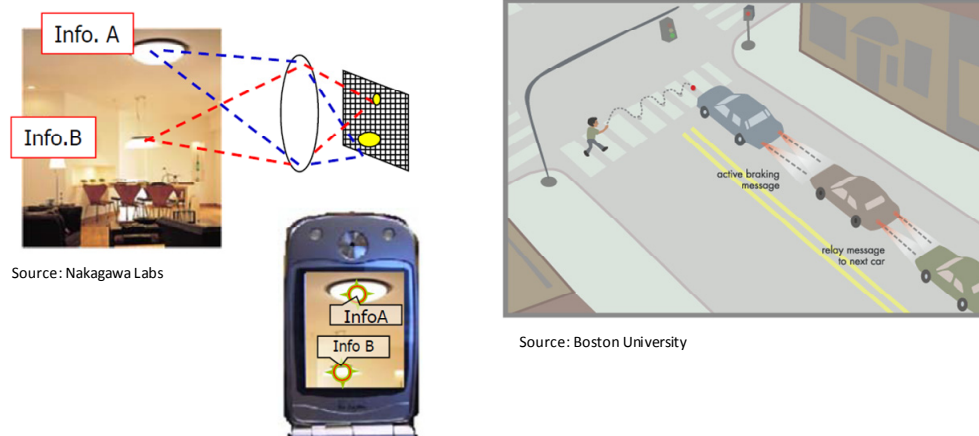 Info. A
Info.B
Source: Nakagawa Labs
InfoA
Info B
active braking
message
relay message
to next car
Source: Boston University